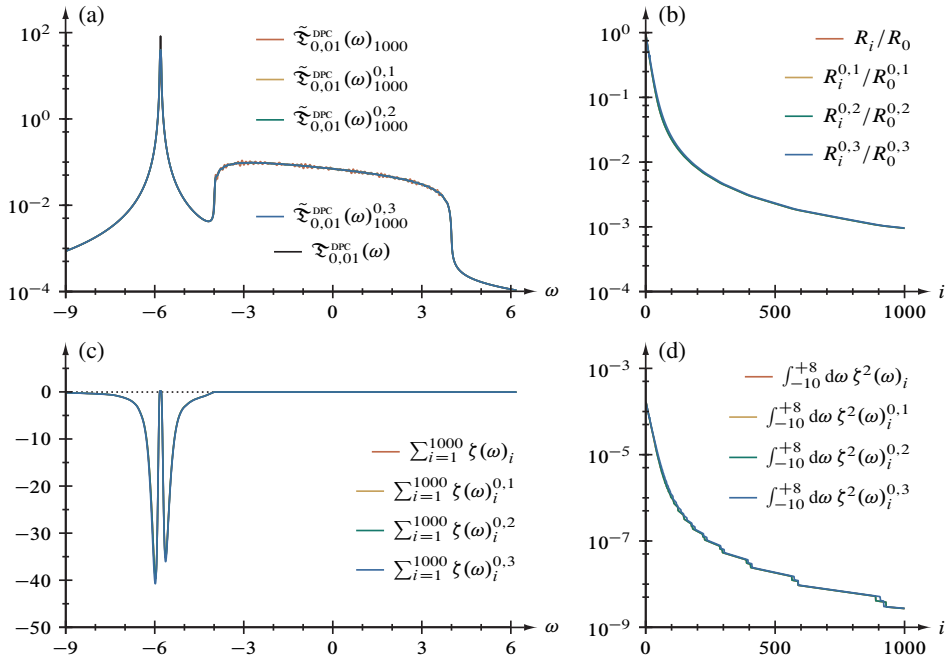 (a)
10²
10⁰
10⁻²
10⁻⁴
𝔗̃^DPC_0,01(ω)_1000
𝔗̃^DPC_0,01(ω)^0,1_1000
𝔗̃^DPC_0,01(ω)^0,2_1000
𝔗̃^DPC_0,01(ω)^0,3_1000
𝔗^DPC_0,01(ω)
−9 −6 −3 0 3 6 ω
(b)
10⁰
10⁻¹
10⁻²
10⁻³
10⁻⁴
R_i/R_0
R_i^0,1/R_0^0,1
R_i^0,2/R_0^0,2
R_i^0,3/R_0^0,3
0 500 1000 i
(c)
0
−10
−20
−30
−40
−50
∑_{i=1}^{1000} ζ(ω)_i
∑_{i=1}^{1000} ζ(ω)_i^0,1
∑_{i=1}^{1000} ζ(ω)_i^0,2
∑_{i=1}^{1000} ζ(ω)_i^0,3
−9 −6 −3 0 3 6 ω
(d)
10⁻³
10⁻⁵
10⁻⁷
10⁻⁹
∫_{−10}^{+8} dω ζ²(ω)_i
∫_{−10}^{+8} dω ζ²(ω)_i^0,1
∫_{−10}^{+8} dω ζ²(ω)_i^0,2
∫_{−10}^{+8} dω ζ²(ω)_i^0,3
0 500 1000 i